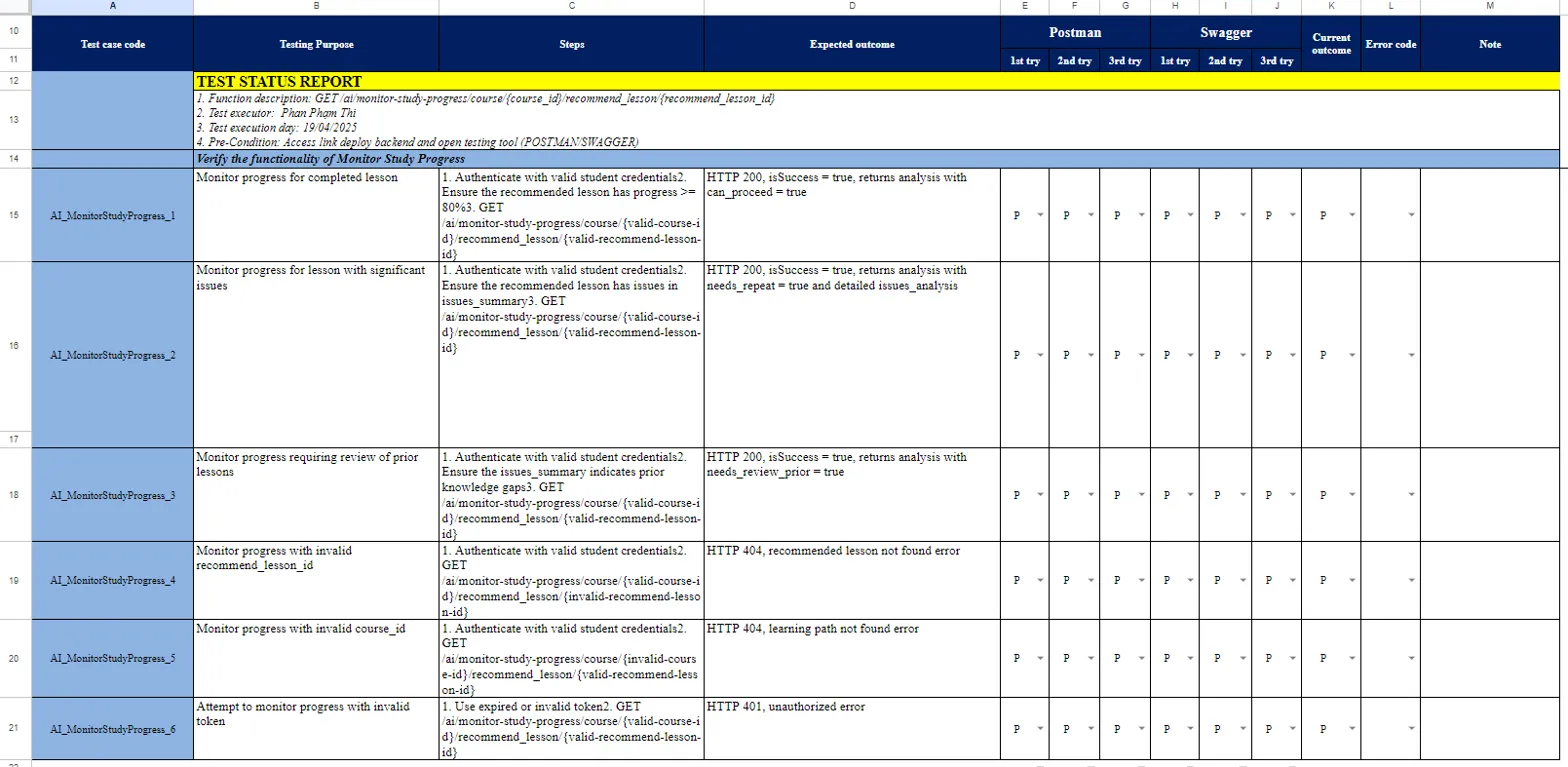 A B C D E F G H I J K L M
10
Test case code Testing Purpose Steps Expected outcome Postman Swagger Current outcome Error code Note
11 1st try 2nd try 3rd try 1st try 2nd try 3rd try
12 TEST STATUS REPORT
1. Function description: GET /ai/monitor-study-progress/course/{course_id}/recommend_lesson/{recommend_lesson_id}
2. Test executor: Phan Phạm Thi
13
3. Test execution day: 19/04/2025
4. Pre-Condition: Access link deploy backend and open testing tool (POSTMAN/SWAGGER)
14 Verify the functionality of Monitor Study Progress
15
AI_MonitorStudyProgress_1
Monitor progress for completed lesson
1. Authenticate with valid student credentials2.
Ensure the recommended lesson has progress >=
80%3. GET
/ai/monitor-study-progress/course/{valid-course-i
d}/recommend_lesson/{valid-recommend-lesson-
id}
HTTP 200, isSuccess = true, returns analysis with
can_proceed = true
P P P P P P P
16
AI_MonitorStudyProgress_2
Monitor progress for lesson with significant
issues
1. Authenticate with valid student credentials2.
Ensure the recommended lesson has issues in
issues_summary3. GET
/ai/monitor-study-progress/course/{valid-course-i
d}/recommend_lesson/{valid-recommend-lesson-
id}
HTTP 200, isSuccess = true, returns analysis with
needs_repeat = true and detailed issues_analysis
P P P P P P P
17
18
AI_MonitorStudyProgress_3
Monitor progress requiring review of prior
lessons
1. Authenticate with valid student credentials2.
Ensure the issues_summary indicates prior
knowledge gaps3. GET
/ai/monitor-study-progress/course/{valid-course-i
d}/recommend_lesson/{valid-recommend-lesson-
id}
HTTP 200, isSuccess = true, returns analysis with
needs_review_prior = true
P P P P P P P
19
AI_MonitorStudyProgress_4
Monitor progress with invalid
recommend_lesson_id
1. Authenticate with valid student credentials2.
GET
/ai/monitor-study-progress/course/{valid-course-i
d}/recommend_lesson/{invalid-recommend-lesso
n-id}
HTTP 404, recommended lesson not found error
P P P P P P P
20
AI_MonitorStudyProgress_5
Monitor progress with invalid course_id
1. Authenticate with valid student credentials2.
GET
/ai/monitor-study-progress/course/{invalid-cours
e-id}/recommend_lesson/{valid-recommend-less
on-id}
HTTP 404, learning path not found error
P P P P P P P
21
AI_MonitorStudyProgress_6
Attempt to monitor progress with invalid
token
1. Use expired or invalid token2. GET
/ai/monitor-study-progress/course/{valid-course-i
d}/recommend_lesson/{valid-recommend-lesson-
id}
HTTP 401, unauthorized error
P P P P P P P